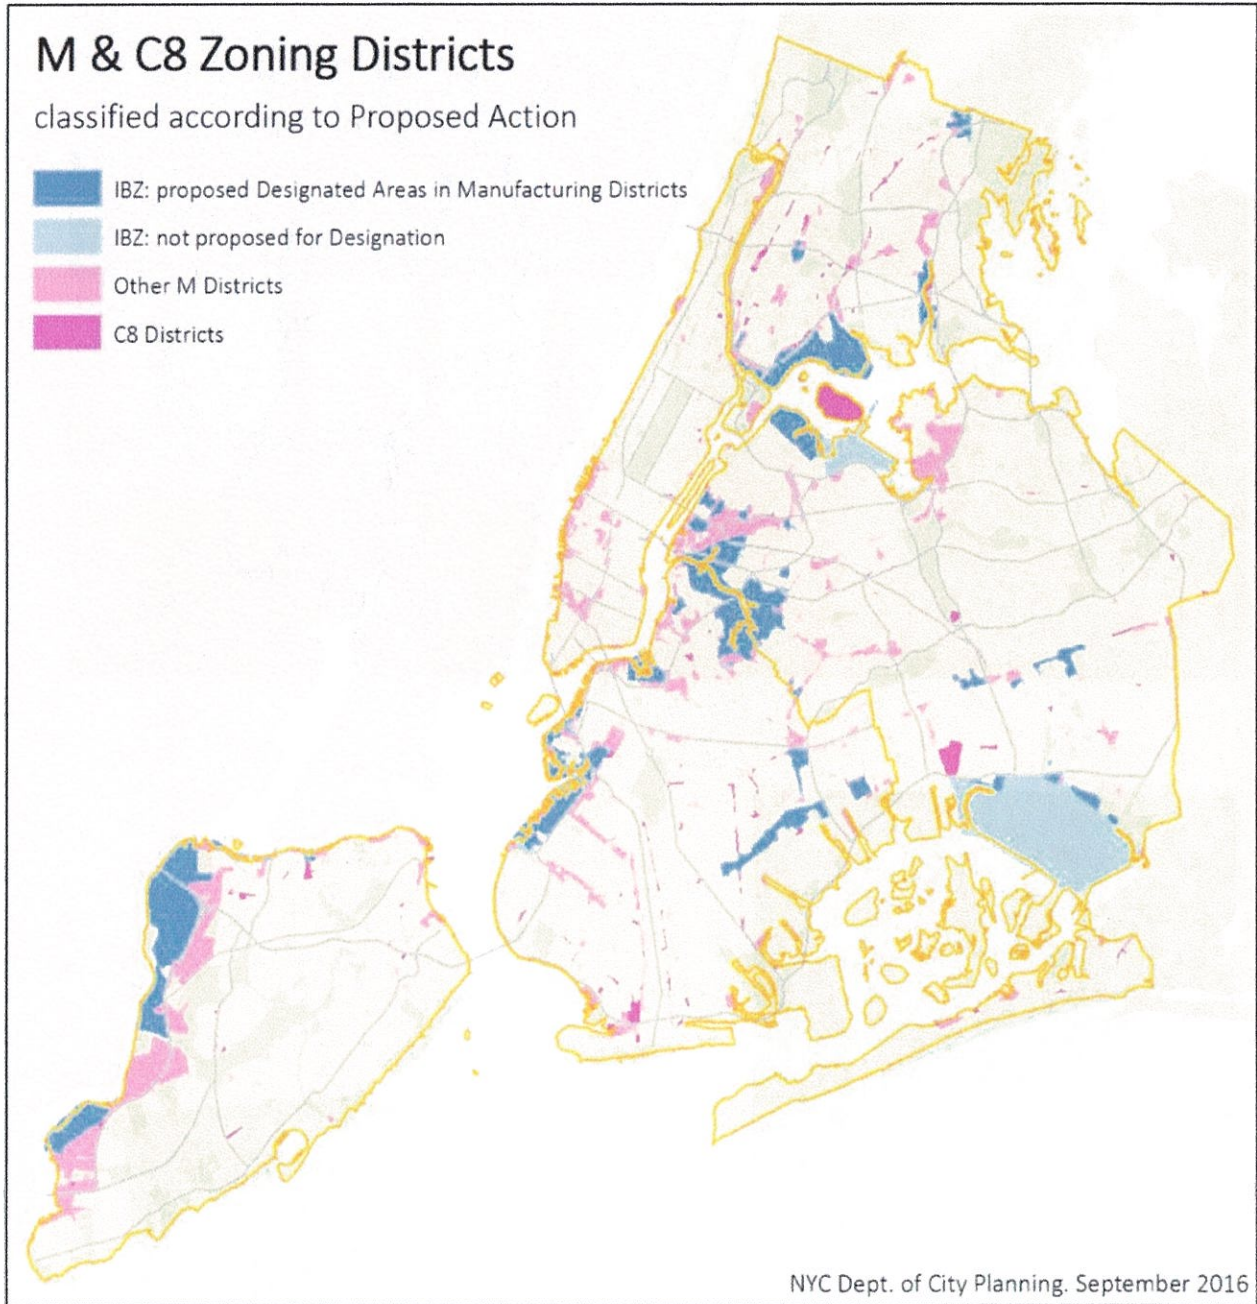 M & C8 Zoning Districts
classified according to Proposed Action
IBZ: proposed Designated Areas in Manufacturing Districts
IBZ: not proposed for Designation
Other M Districts
C8 Districts
NYC Dept. of City Planning. September 2016